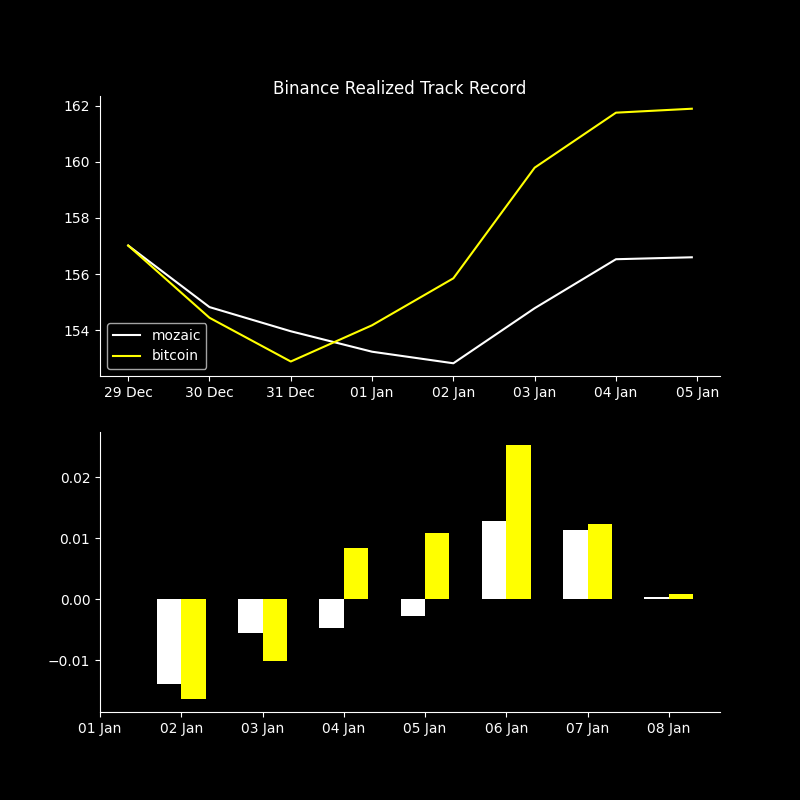 Binance Realized Track Record
162
160
158
156
154
mozaic
bitcoin
29 Dec 30 Dec 31 Dec 01 Jan 02 Jan 03 Jan 04 Jan 05 Jan
0.02
0.01
0.00
−0.01
01 Jan 02 Jan 03 Jan 04 Jan 05 Jan 06 Jan 07 Jan 08 Jan